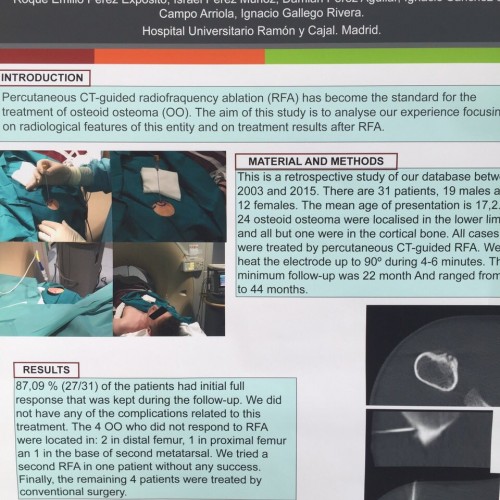 Roque Emilio Pérez Expósito, Israel Pérez Muñoz, Damián Pérez Aguilar, Ignacio
Campo Arriola, Ignacio Gallego Rivera.
Hospital Universitario Ramón y Cajal. Madrid.
INTRODUCTION
Percutaneous CT-guided radiofraquency ablation (RFA) has become the standard for the
treatment of osteoid osteoma (OO). The aim of this study is to analyse our experience focusin
on radiological features of this entity and on treatment results after RFA.
MATERIAL AND METHODS
This is a retrospective study of our database betw
2003 and 2015. There are 31 patients, 19 males a
12 females. The mean age of presentation is 17,2.
24 osteoid osteoma were localised in the lower lim
and all but one were in the cortical bone. All cases
were treated by percutaneous CT-guided RFA. We
heat the electrode up to 90º during 4-6 minutes. Th
minimum follow-up was 22 month And ranged from
to 44 months.
RESULTS
87,09 % (27/31) of the patients had initial full
response that was kept during the follow-up. We did
not have any of the complications related to this
treatment. The 4 OO who did not respond to RFA
were located in: 2 in distal femur, 1 in proximal femur
an 1 in the base of second metatarsal. We tried a
second RFA in one patient without any success.
Finally, the remaining 4 patients were treated by
conventional surgery.